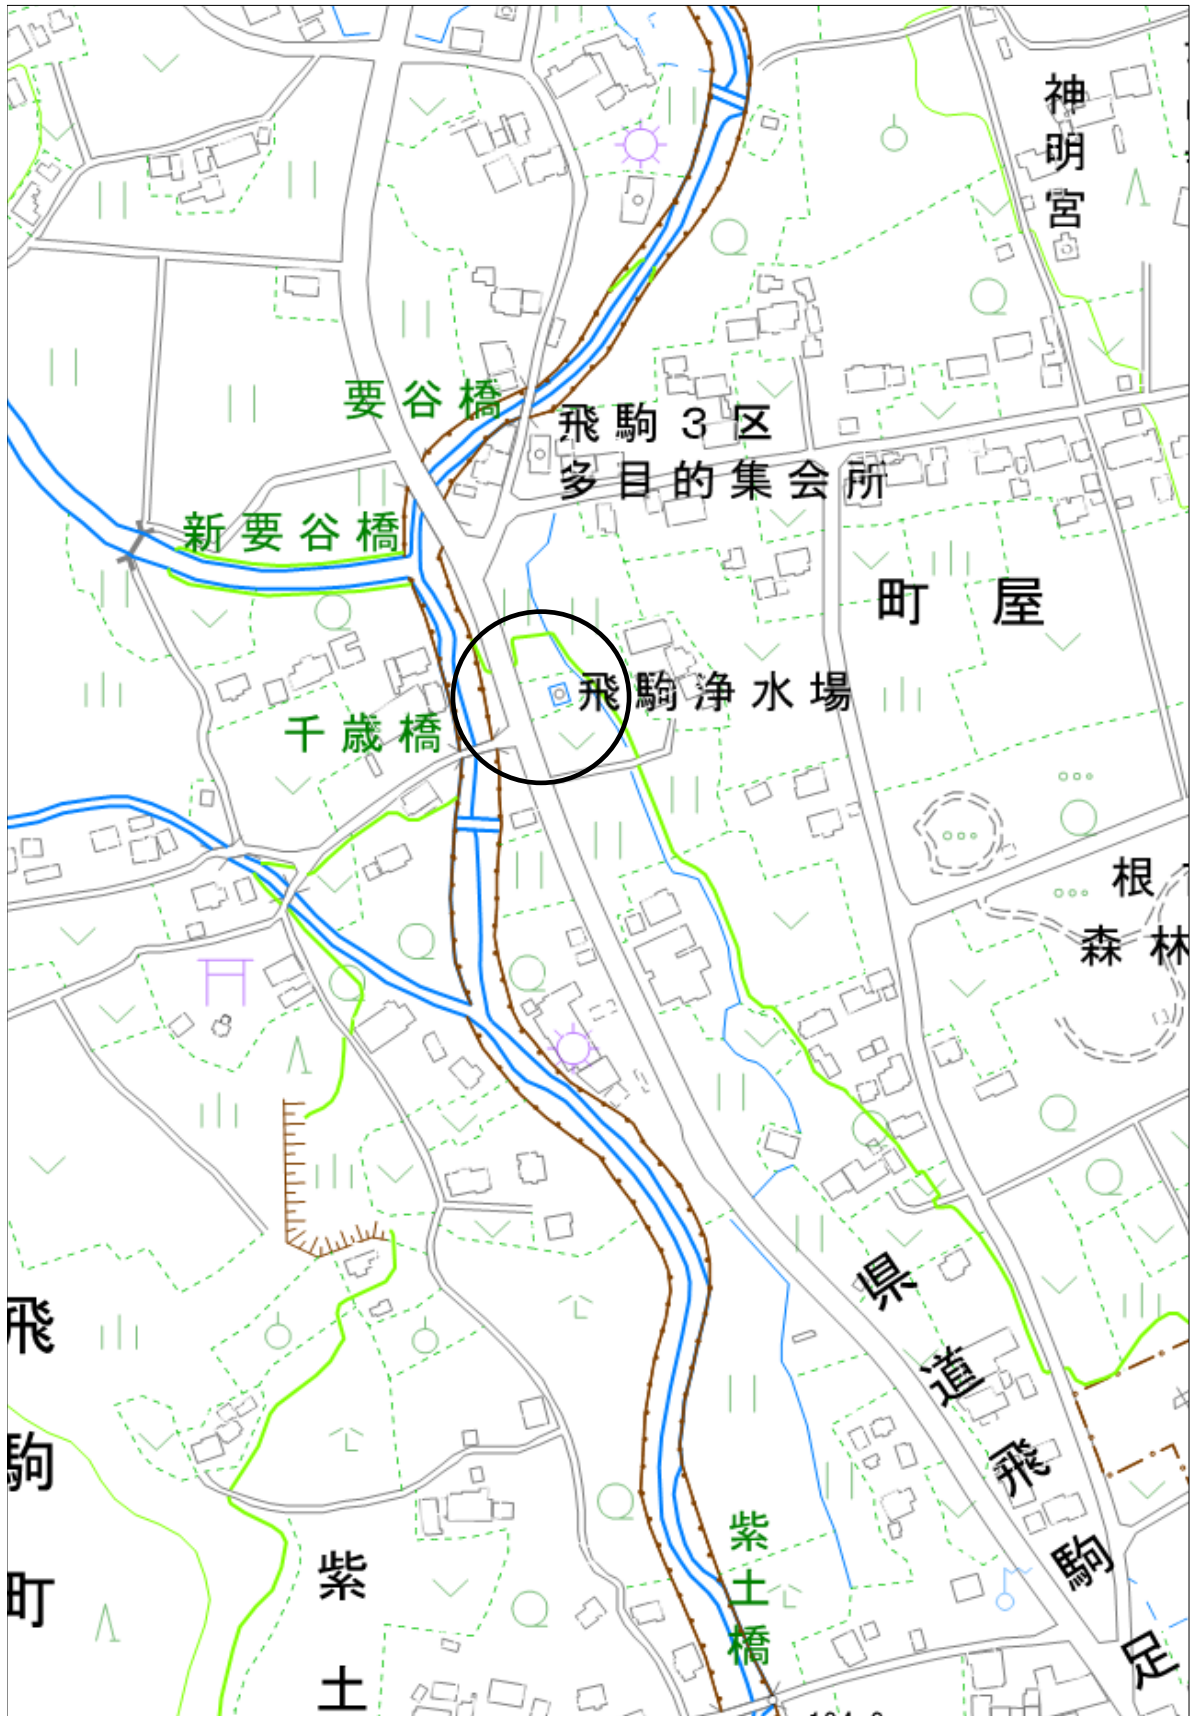 神明宮
要谷橋
飛駒３区
多目的集会所
新要谷橋
町屋
飛駒浄水場
千歳橋
根
森林
県道飛駒足
飛駒町
紫土橋
紫土